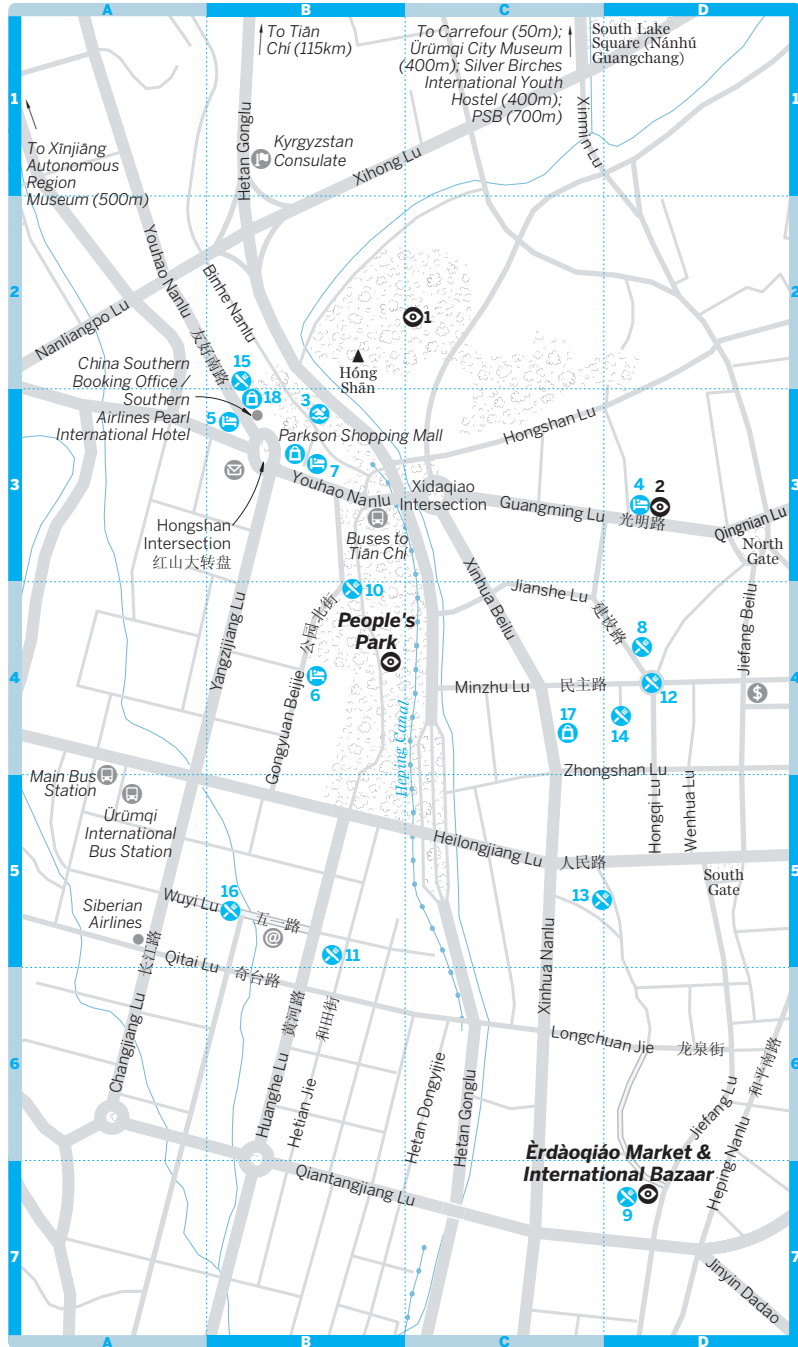 A
B
C
D
To Tiān
Chí (115km)
To Carrefour (50m);
Ürümqi City Museum
(400m); Silver Birches
International Youth
Hostel (400m);
PSB (700m)
South Lake
Square (Nánhú
Guangchang)
1
1
Xinmin Lu
To Xīnjiāng
Autonomous
Region
Museum (500m)
Hetan Gonglu
Kyrgyzstan
Consulate
Xihong Lu
Youhao Nanlu
友好南路
Binhe Nanlu
2
2
1
Nanliangpo Lu
Hóng
Shān
China Southern
Booking Office /
Southern
Airlines Pearl
International Hotel
15
18
3
5
Parkson Shopping Mall
7
Hongshan Lu
3
3
Youhao Nanlu
Xidaqiao
Intersection
4
2
Guangming Lu
光明路
Qingnian Lu
North
Gate
Hongshan
Intersection
红山大转盘
Buses to
Tiān Chí
10
People's
Park
公园北街
Gongyuan Beijie
6
Yangzijiang Lu
Xinhua Beilu
Jianshe Lu
建设路
8
Jiefang Beilu
4
4
Minzhu Lu
民主路
12
17
14
$
Heping Canal
Zhongshan Lu
Hongqi Lu
Wenhua Lu
Main Bus
Station
Ürümqi
International
Bus Station
Heilongjiang Lu
人民路
5
5
South
Gate
13
Siberian
Airlines
16
Wuyi Lu
五一路
@
11
Qitai Lu
奇台路
长江路
Changjiang Lu
黄河路
Huanghe Lu
和田街
Hetian Jie
Xinhua Nanlu
Longchuan Jie
龙泉街
6
6
Hetan Dongyijie
Hetan Gonglu
Jiefang Lu
和平南路
Heping Nanlu
Èrdàoqiáo Market &
International Bazaar
9
Qiantangjiang Lu
7
7
Jinyin Dadao
A
B
C
D